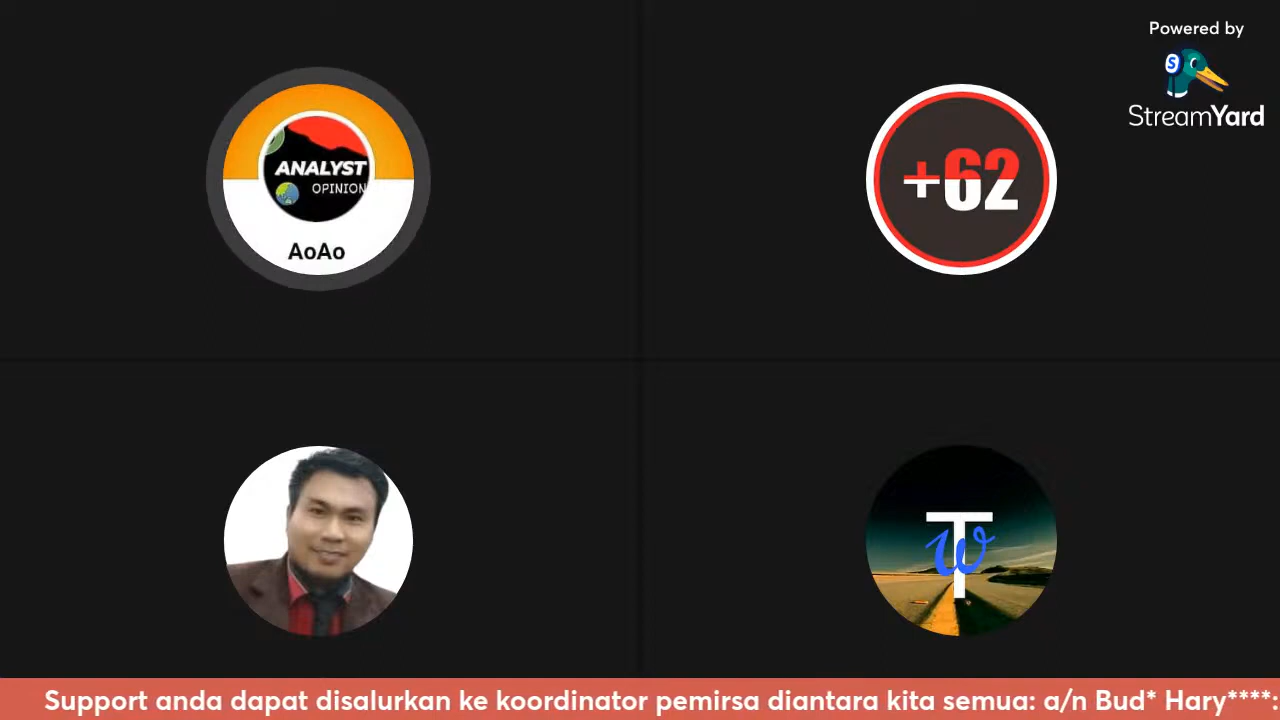 Powered by
StreamYard
ANALYST
OPINION
AoAo
+62
Tw
Support anda dapat disalurkan ke koordinator pemirsa diantara kita semua: a/n Bud* Hary****: